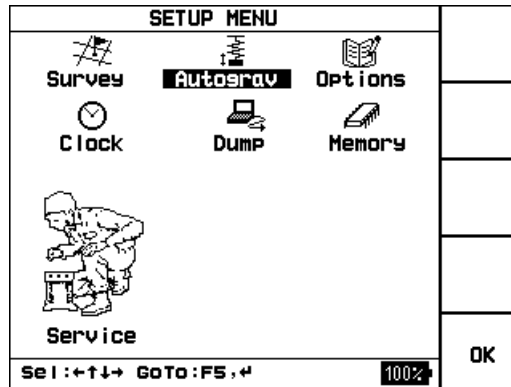 SETUP MENU
Survey Autograv Options
Clock Dump Memory
Service
OK
Sel:←↑↓→ GoTo:F5,↵
100%